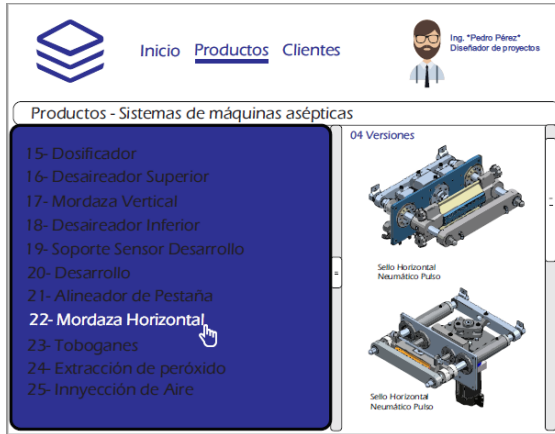 Inicio Productos Clientes
Ing. "Pedro Pérez"
Diseñador de proyectos
Productos - Sistemas de máquinas asépticas
15- Dosificador
16- Desaireador Superior
17- Mordaza Vertical
18- Desaireador Inferior
19- Soporte Sensor Desarrollo
20- Desarrollo
21- Alineador de Pestaña
22- Mordaza Horizontal
23- Toboganes
24- Extracción de peróxido
25- Innyección de Aire
04 Versiones
Sello Horizontal
Neumático Pulso
Sello Horizontal
Neumático Pulso